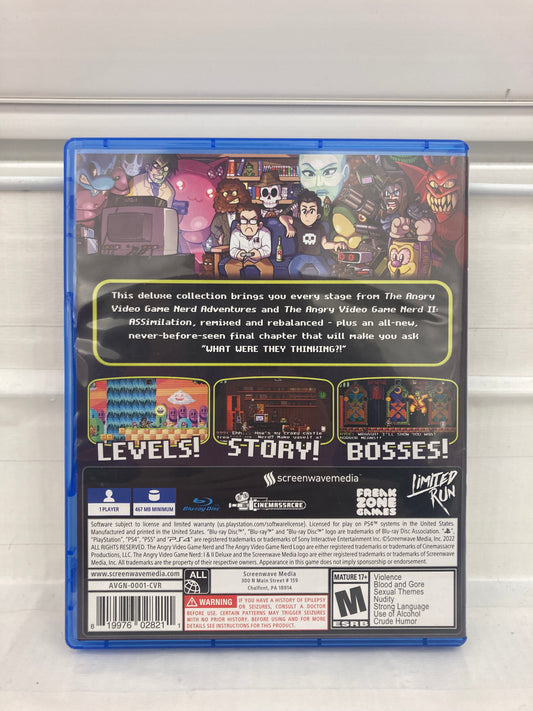 This deluxe collection brings you every stage from The Angry
Video Game Nerd Adventures and The Angry Video Game Nerd II:
ASSimilation, remixed and rebalanced - plus an all-new,
never-before-seen final chapter that will make you ask
"WHAT WERE THEY THINKING?!"
LEVELS! STORY! BOSSES!
screenwavemedia
1 PLAYER
467 MB MINIMUM
Blu-ray Disc
CINEMASSACRE
FREAK
ZONE
GAMES
LIMITED
RUN
Software subject to license and limited warranty (us.playstation.com/softwarelicense). Licensed for play on PS4™ systems in the United States.
Manufactured and printed in the United States. "Blu-ray Disc™", "Blu-ray" and "Blu-ray Disc" logo are trademarks of Blu-ray Disc Association.
"PlayStation", "PS4", "PS5" and PS4 are registered trademarks or trademarks of Sony Interactive Entertainment Inc. ©Screenwave Media, Inc. 2022
ALL RIGHTS RESERVED. The Angry Video Game Nerd and The Angry Video Game Nerd Logo are either registered trademarks or trademarks of Cinemassacre
Productions, LLC. The Angry Video Game Nerd: I & II Deluxe and the Screenwave Media logo are either registered trademarks or trademarks of Screenwave
Media, Inc. All trademarks are the property of their respective owners. Appearance in this game does not imply sponsorship or endorsement.
www.screenwavemedia.com
AVGN-0001-CVR
ALL
Screenwave Media
300 N Main Street # 159
Chalfont, PA 18914
8 19976 02821 1
WARNING IF YOU HAVE A HISTORY OF EPILEPSY
OR SEIZURES, CONSULT A DOCTOR
BEFORE USE. CERTAIN PATTERNS MAY TRIGGER SEIZURES
WITH NO PRIOR HISTORY. BEFORE USING AND FOR MORE
DETAILS SEE INSTRUCTIONS FOR THIS PRODUCT.
MATURE 17+
M
ESRB
Violence
Blood and Gore
Sexual Themes
Nudity
Strong Language
Use of Alcohol
Crude Humor